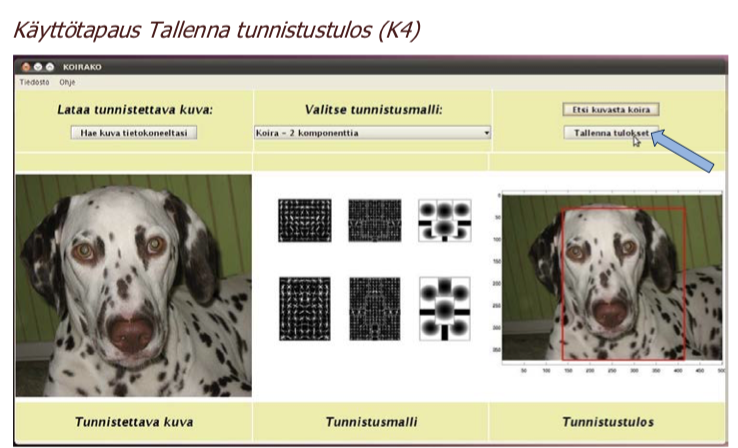 Käyttötapaus Tallenna tunnistustulos (K4)
KOIRAKO
Tiedosto Ohje
Lataa tunnistettava kuva:
Hae kuva tietokoneeltasi
Valitse tunnistusmalli:
Koira - 2 komponenttia
Etsi kuvasta koira
Tallenna tulokset
0
50
100
150
200
250
300
350
50 100 150 200 250 300 350 400 450 500
Tunnistettava kuva
Tunnistusmalli
Tunnistustulos